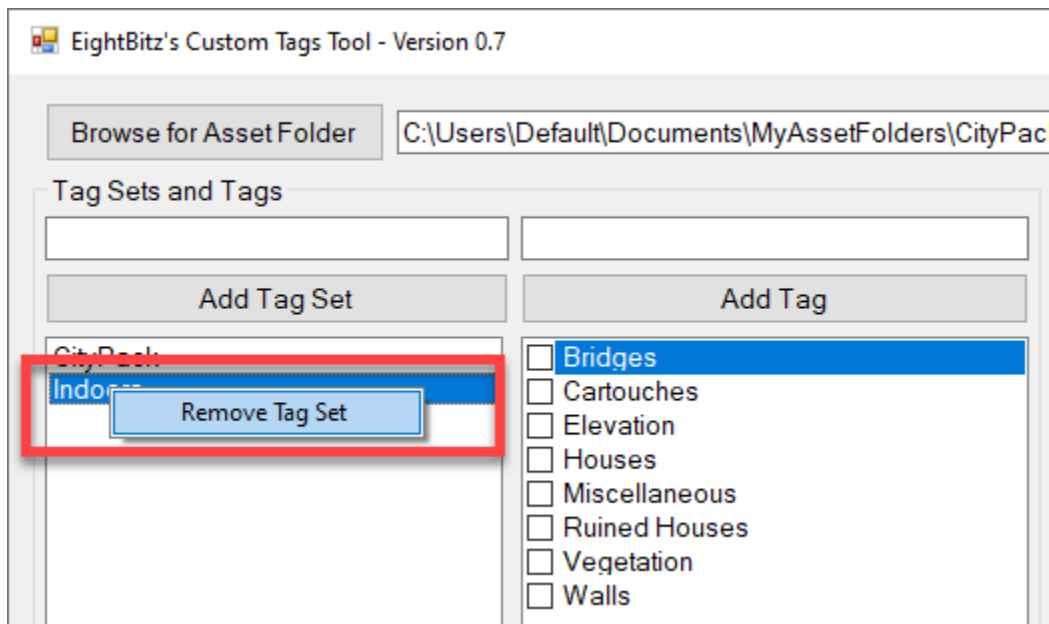 EightBitz's Custom Tags Tool - Version 0.7
Browse for Asset Folder
C:\Users\Default\Documents\MyAssetFolders\CityPac
Tag Sets and Tags
Add Tag Set
Add Tag
CityPack
Indoors
Remove Tag Set
Bridges
Cartouches
Elevation
Houses
Miscellaneous
Ruined Houses
Vegetation
Walls